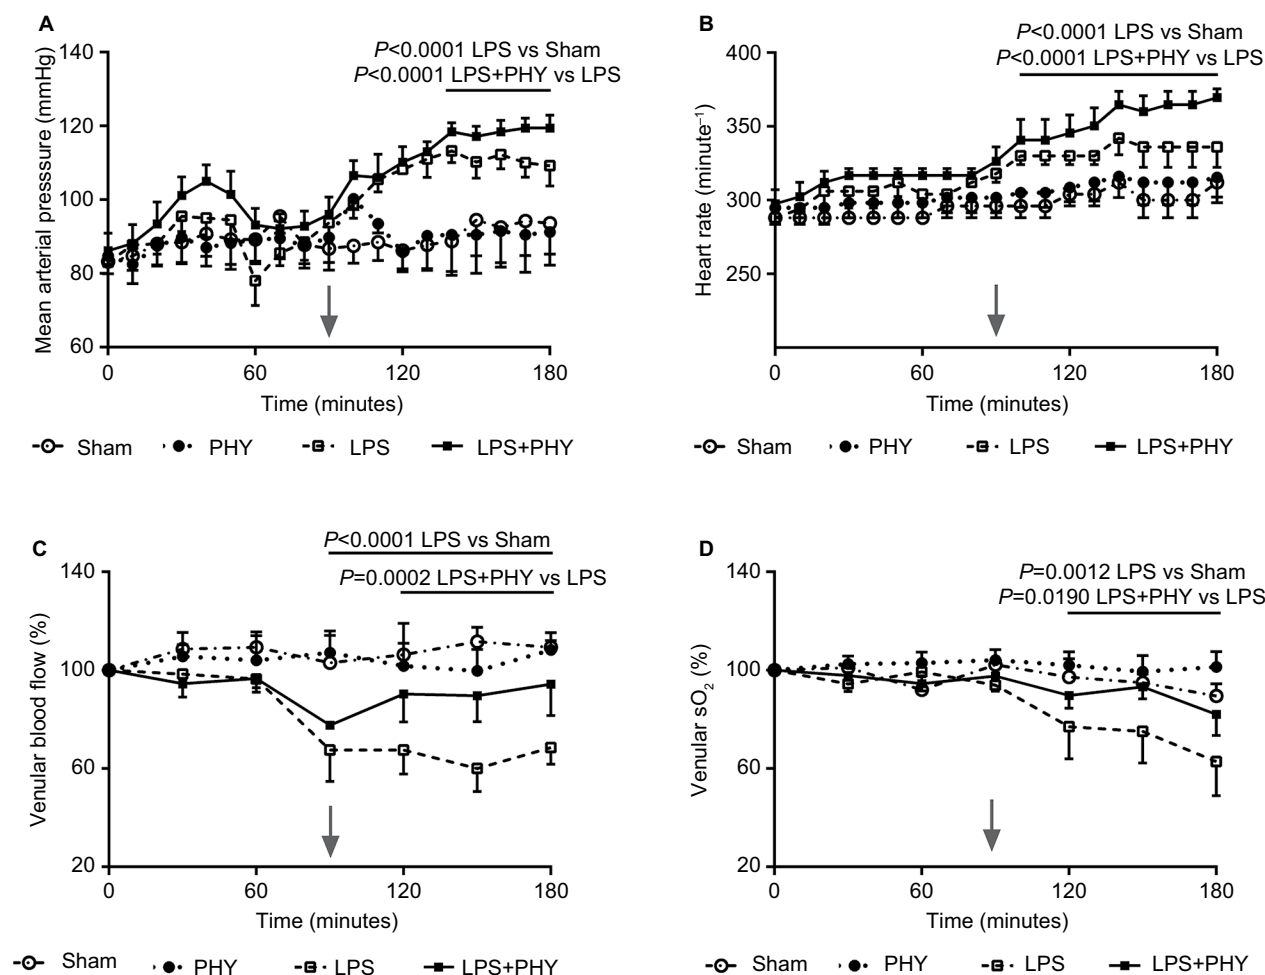 A
P<0.0001 LPS vs Sham
P<0.0001 LPS+PHY vs LPS
Mean arterial presssure (mmHg)
140
120
100
80
60
0 60 120 180
Time (minutes)
Sham PHY LPS LPS+PHY
B
P<0.0001 LPS vs Sham
P<0.0001 LPS+PHY vs LPS
Heart rate (minute⁻¹)
400
350
300
250
0 60 120 180
Time (minutes)
Sham PHY LPS LPS+PHY
C
P<0.0001 LPS vs Sham
P=0.0002 LPS+PHY vs LPS
Venular blood flow (%)
140
100
60
20
0 60 120 180
Time (minutes)
Sham PHY LPS LPS+PHY
D
P=0.0012 LPS vs Sham
P=0.0190 LPS+PHY vs LPS
Venular sO₂ (%)
140
100
60
20
0 60 120 180
Time (minutes)
Sham PHY LPS LPS+PHY